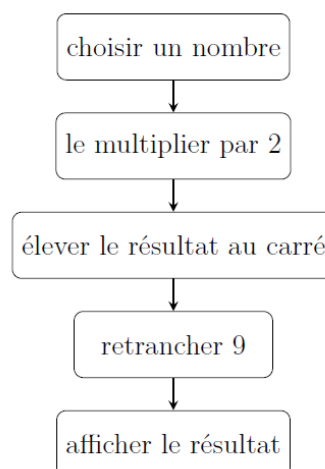 choisir un nombre
le multiplier par 2
élever le résultat au carré
retrancher 9
afficher le résultat